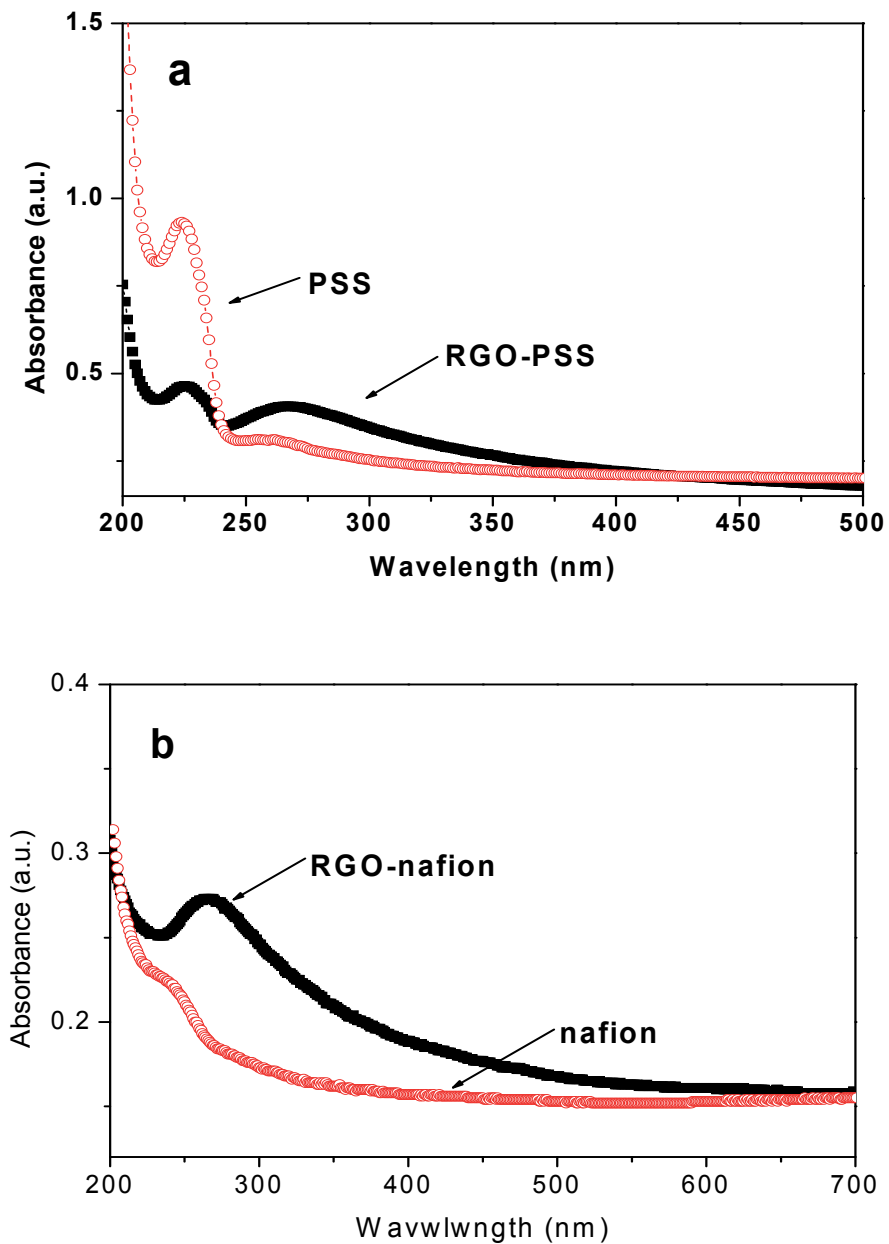 a
1.5
1.0
0.5
Absorbance (a.u.)
PSS
RGO-PSS
200 250 300 350 400 450 500
Wavelength (nm)
b
0.4
0.3
0.2
Absorbance (a.u.)
RGO-nafion
nafion
200 300 400 500 600 700
Wavwlwngth (nm)